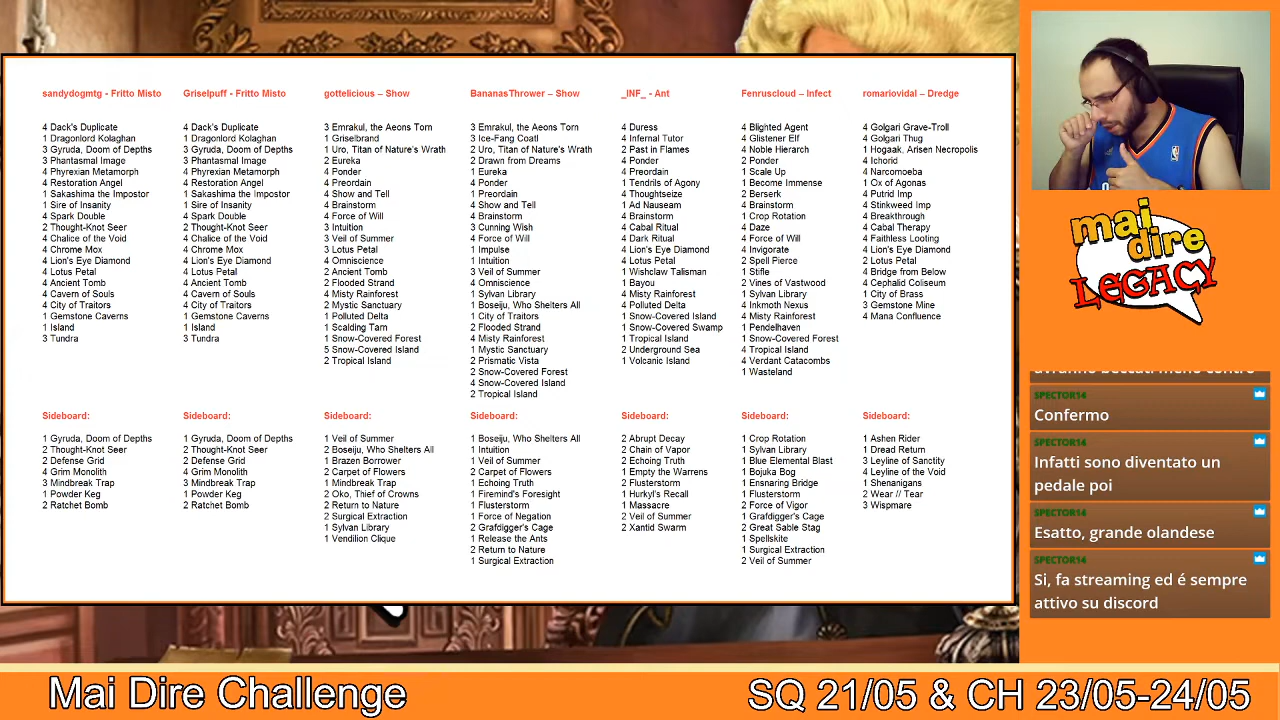 sandydogmtg - Fritto Misto
4 Dack's Duplicate
1 Dragonlord Kolaghan
3 Gyruda, Doom of Depths
3 Phantasmal Image
4 Phyrexian Metamorph
4 Restoration Angel
1 Sakashima the Impostor
1 Sire of Insanity
4 Spark Double
2 Thought-Knot Seer
4 Chalice of the Void
4 Chrome Mox
4 Lion's Eye Diamond
4 Lotus Petal
4 Ancient Tomb
4 Cavern of Souls
4 City of Traitors
1 Gemstone Caverns
1 Island
3 Tundra
Sideboard:
1 Gyruda, Doom of Depths
2 Thought-Knot Seer
2 Defense Grid
4 Grim Monolith
3 Mindbreak Trap
1 Powder Keg
2 Ratchet Bomb
Griselpuff - Fritto Misto
4 Dack's Duplicate
1 Dragonlord Kolaghan
3 Gyruda, Doom of Depths
3 Phantasmal Image
4 Phyrexian Metamorph
4 Restoration Angel
1 Sakashima the Impostor
1 Sire of Insanity
4 Spark Double
2 Thought-Knot Seer
4 Chalice of the Void
4 Chrome Mox
4 Lion's Eye Diamond
4 Lotus Petal
4 Ancient Tomb
4 Cavern of Souls
4 City of Traitors
1 Gemstone Caverns
1 Island
3 Tundra
Sideboard:
1 Gyruda, Doom of Depths
2 Thought-Knot Seer
2 Defense Grid
4 Grim Monolith
3 Mindbreak Trap
1 Powder Keg
2 Ratchet Bomb
gottelicious – Show
3 Emrakul, the Aeons Torn
1 Griselbrand
1 Uro, Titan of Nature's Wrath
2 Eureka
4 Ponder
4 Preordain
4 Show and Tell
4 Brainstorm
4 Force of Will
3 Intuition
3 Veil of Summer
3 Lotus Petal
4 Omniscience
2 Ancient Tomb
2 Flooded Strand
4 Misty Rainforest
2 Mystic Sanctuary
1 Polluted Delta
1 Scalding Tarn
1 Snow-Covered Forest
5 Snow-Covered Island
2 Tropical Island
Sideboard:
1 Veil of Summer
2 Boseiju, Who Shelters All
1 Brazen Borrower
2 Carpet of Flowers
1 Mindbreak Trap
2 Oko, Thief of Crowns
2 Return to Nature
2 Surgical Extraction
1 Sylvan Library
1 Vendilion Clique
BananasThrower – Show
3 Emrakul, the Aeons Torn
3 Ice-Fang Coatl
2 Uro, Titan of Nature's Wrath
2 Drawn from Dreams
1 Eureka
4 Ponder
1 Preordain
4 Show and Tell
4 Brainstorm
3 Cunning Wish
4 Force of Will
1 Impulse
1 Intuition
3 Veil of Summer
4 Omniscience
1 Sylvan Library
1 Boseiju, Who Shelters All
1 City of Traitors
2 Flooded Strand
4 Misty Rainforest
1 Mystic Sanctuary
2 Prismatic Vista
2 Snow-Covered Forest
4 Snow-Covered Island
2 Tropical Island
Sideboard:
1 Boseiju, Who Shelters All
1 Intuition
1 Veil of Summer
2 Carpet of Flowers
1 Echoing Truth
1 Firemind's Foresight
1 Flusterstorm
1 Force of Negation
2 Grafdigger's Cage
1 Release the Ants
2 Return to Nature
1 Surgical Extraction
_INF_ - Ant
4 Duress
4 Infernal Tutor
2 Past in Flames
4 Ponder
4 Preordain
1 Tendrils of Agony
4 Thoughtseize
1 Ad Nauseam
4 Brainstorm
4 Cabal Ritual
4 Dark Ritual
4 Lion's Eye Diamond
4 Lotus Petal
1 Wishclaw Talisman
1 Bayou
4 Misty Rainforest
4 Polluted Delta
1 Snow-Covered Island
1 Snow-Covered Swamp
1 Tropical Island
2 Underground Sea
1 Volcanic Island
Sideboard:
2 Abrupt Decay
2 Chain of Vapor
2 Echoing Truth
1 Empty the Warrens
2 Flusterstorm
1 Hurkyl's Recall
1 Massacre
2 Veil of Summer
2 Xantid Swarm
Fenruscloud – Infect
4 Blighted Agent
4 Glistener Elf
4 Noble Hierarch
2 Ponder
1 Scale Up
1 Become Immense
2 Berserk
4 Brainstorm
1 Crop Rotation
4 Daze
4 Force of Will
4 Invigorate
2 Spell Pierce
1 Stifle
2 Vines of Vastwood
1 Sylvan Library
4 Inkmoth Nexus
4 Misty Rainforest
1 Pendelhaven
1 Snow-Covered Forest
4 Tropical Island
4 Verdant Catacombs
1 Wasteland
Sideboard:
1 Crop Rotation
1 Sylvan Library
1 Blue Elemental Blast
1 Bojuka Bog
1 Ensnaring Bridge
1 Flusterstorm
2 Force of Vigor
1 Grafdigger's Cage
2 Great Sable Stag
1 Spellskite
1 Surgical Extraction
2 Veil of Summer
romariovidal – Dredge
4 Golgari Grave-Troll
4 Golgari Thug
1 Hogaak, Arisen Necropolis
4 Ichorid
4 Narcomoeba
1 Ox of Agonas
4 Putrid Imp
4 Stinkweed Imp
4 Breakthrough
4 Cabal Therapy
4 Faithless Looting
4 Lion's Eye Diamond
2 Lotus Petal
4 Bridge from Below
4 Cephalid Coliseum
1 City of Brass
3 Gemstone Mine
4 Mana Confluence
Sideboard:
1 Ashen Rider
1 Dread Return
3 Leyline of Sanctity
4 Leyline of the Void
1 Shenanigans
2 Wear // Tear
3 Wispmare
mai
dire
LEGACY
SPECTOR14
Confermo
SPECTOR14
Infatti sono diventato un
pedale poi
SPECTOR14
Esatto, grande olandese
SPECTOR14
Si, fa streaming ed é sempre
attivo su discord
Mai Dire Challenge
SQ 21/05 & CH 23/05-24/05